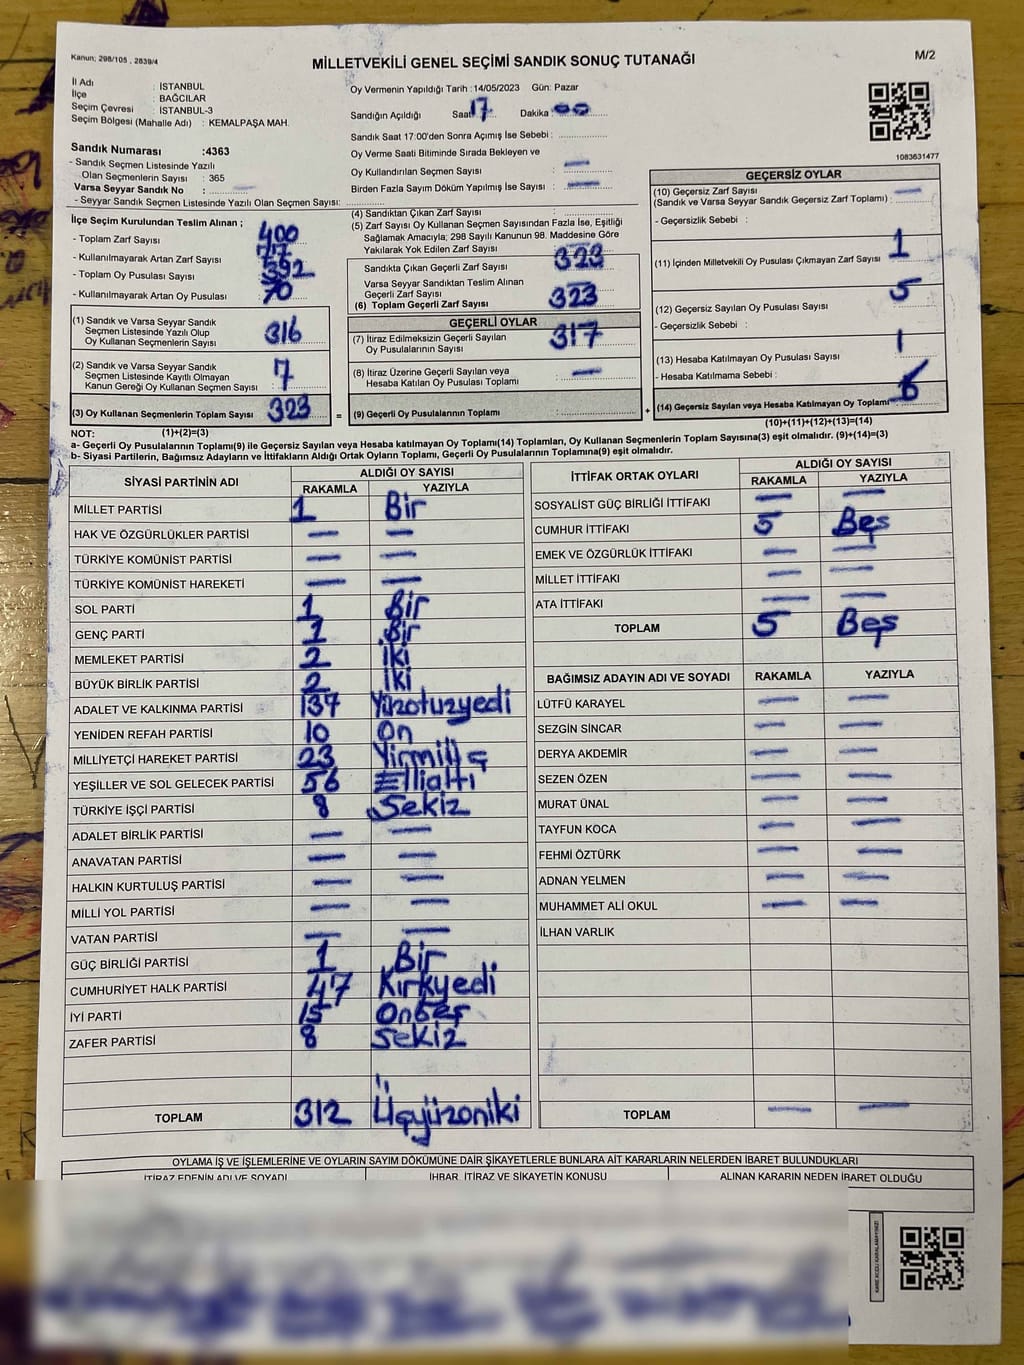 Kanun; 298/105 , 2839/4
MİLLETVEKİLİ GENEL SEÇİMİ SANDIK SONUÇ TUTANAĞI
M/2
İl Adı : İSTANBUL
İlçe : BAĞCILAR
Seçim Çevresi : İSTANBUL-3
Seçim Bölgesi (Mahalle Adı) : KEMALPAŞA MAH.
Sandık Numarası :4363
- Sandık Seçmen Listesinde Yazılı
Olan Seçmenlerin Sayısı : 365
Varsa Seyyar Sandık No : —
- Seyyar Sandık Seçmen Listesinde Yazılı Olan Seçmen Sayısı:
Oy Vermenin Yapıldığı Tarih :14/05/2023 Gün: Pazar
Sandığın Açıldığı Saat 17 Dakika 00
Sandık Saat 17:00'den Sonra Açımış İse Sebebi :
Oy Verme Saati Bitiminde Sırada Bekleyen ve
Oy Kullandırılan Seçmen Sayısı —
Birden Fazla Sayım Döküm Yapılmış İse Sayısı : —
1083631477
İlçe Seçim Kurulundan Teslim Alınan ;
- Toplam Zarf Sayısı 400
- Kullanılmayarak Artan Zarf Sayısı 77
- Toplam Oy Pusulası Sayısı 392
- Kullanılmayarak Artan Oy Pusulası 70
(1) Sandık ve Varsa Seyyar Sandık
Seçmen Listesinde Yazılı Olup
Oy Kullanan Seçmenlerin Sayısı 316
(2) Sandık ve Varsa Seyyar Sandık
Seçmen Listesinde Kayıtlı Olmayan
Kanun Gereği Oy Kullanan Seçmen Sayısı 7
(3) Oy Kullanan Seçmenlerin Toplam Sayısı 323 =
(4) Sandıktan Çıkan Zarf Sayısı
(5) Zarf Sayısı Oy Kullanan Seçmen Sayısından Fazla İse, Eşitliği
Sağlamak Amacıyla; 298 Sayılı Kanunun 98. Maddesine Göre
Yakılarak Yok Edilen Zarf Sayısı
Sandıkta Çıkan Geçerli Zarf Sayısı 323
Varsa Seyyar Sandıktan Teslim Alınan
Geçerli Zarf Sayısı
(6) Toplam Geçerli Zarf Sayısı 323
GEÇERLİ OYLAR
(7) İtiraz Edilmeksizin Geçerli Sayılan
Oy Pusulalarının Sayısı 317
(8) İtiraz Üzerine Geçerli Sayılan veya
Hesaba Katılan Oy Pusulası Toplamı —
(9) Geçerli Oy Pusulalarının Toplamı +
GEÇERSİZ OYLAR
(10) Geçersiz Zarf Sayısı —
(Sandık ve Varsa Seyyar Sandık Geçersiz Zarf Toplamı) :
- Geçersizlik Sebebi :
(11) İçinden Milletvekili Oy Pusulası Çıkmayan Zarf Sayısı 1
(12) Geçersiz Sayılan Oy Pusulası Sayısı 5
- Geçersizlik Sebebi :
(13) Hesaba Katılmayan Oy Pusulası Sayısı 1
- Hesaba Katılmama Sebebi :
(14) Geçersiz Sayılan veya Hesaba Katılmayan Oy Toplamı 6
(1)+(2)=(3)
(10)+(11)+(12)+(13)=(14)
NOT:
a- Geçerli Oy Pusulalarının Toplamı(9) ile Geçersiz Sayılan veya Hesaba katılmayan Oy Toplamı(14) Toplamları, Oy Kullanan Seçmenlerin Toplam Sayısına(3) eşit olmalıdır. (9)+(14)=(3)
b- Siyasi Partilerin, Bağımsız Adayların ve İttifakların Aldığı Ortak Oyların Toplamı, Geçerli Oy Pusulalarının Toplamına(9) eşit olmalıdır.
SİYASİ PARTİNİN ADI ALDIĞI OY SAYISI
RAKAMLA YAZIYLA
MİLLET PARTİSİ 1 Bir
HAK VE ÖZGÜRLÜKLER PARTİSİ — —
TÜRKİYE KOMÜNİST PARTİSİ — —
TÜRKİYE KOMÜNİST HAREKETİ — —
SOL PARTİ 1 Bir
GENÇ PARTİ 1 Bir
MEMLEKET PARTİSİ 2 İki
BÜYÜK BİRLİK PARTİSİ 2 İki
ADALET VE KALKINMA PARTİSİ 137 Yüzotuzyedi
YENİDEN REFAH PARTİSİ 10 On
MİLLİYETÇİ HAREKET PARTİSİ 23 Yirmiüç
YEŞİLLER VE SOL GELECEK PARTİSİ 56 Elliatı
TÜRKİYE İŞÇİ PARTİSİ 8 Sekiz
ADALET BİRLİK PARTİSİ — —
ANAVATAN PARTİSİ — —
HALKIN KURTULUŞ PARTİSİ — —
MİLLİ YOL PARTİSİ — —
VATAN PARTİSİ — —
GÜÇ BİRLİĞİ PARTİSİ 1 Bir
CUMHURİYET HALK PARTİSİ 47 Kırkyedi
İYİ PARTİ 15 Onbeş
ZAFER PARTİSİ 8 Sekiz
TOPLAM 312 Üçyüzoniki
İTTİFAK ORTAK OYLARI ALDIĞI OY SAYISI
RAKAMLA YAZIYLA
SOSYALİST GÜÇ BİRLİĞİ İTTİFAKI — —
CUMHUR İTTİFAKI 5 Beş
EMEK VE ÖZGÜRLÜK İTTİFAKI — —
MİLLET İTTİFAKI — —
ATA İTTİFAKI — —
TOPLAM 5 Beş
BAĞIMSIZ ADAYIN ADI VE SOYADI RAKAMLA YAZIYLA
LÜTFÜ KARAYEL — —
SEZGİN SİNCAR — —
DERYA AKDEMİR — —
SEZEN ÖZEN — —
MURAT ÜNAL — —
TAYFUN KOCA — —
FEHMİ ÖZTÜRK — —
ADNAN YELMEN — —
MUHAMMET ALİ OKUL — —
İLHAN VARLIK
TOPLAM — —
OYLAMA İŞ VE İŞLEMLERİNE VE OYLARIN SAYIM DÖKÜMÜNE DAİR ŞİKAYETLERLE BUNLARA AİT KARARLARIN NELERDEN İBARET BULUNDUKLARI
İTİRAZ EDENİN ADI VE SOYADI İHBAR, İTİRAZ VE ŞİKAYETİN KONUSU ALINAN KARARIN NEDEN İBARET OLDUĞU
KARE KODU KARALAMAYINIZ!